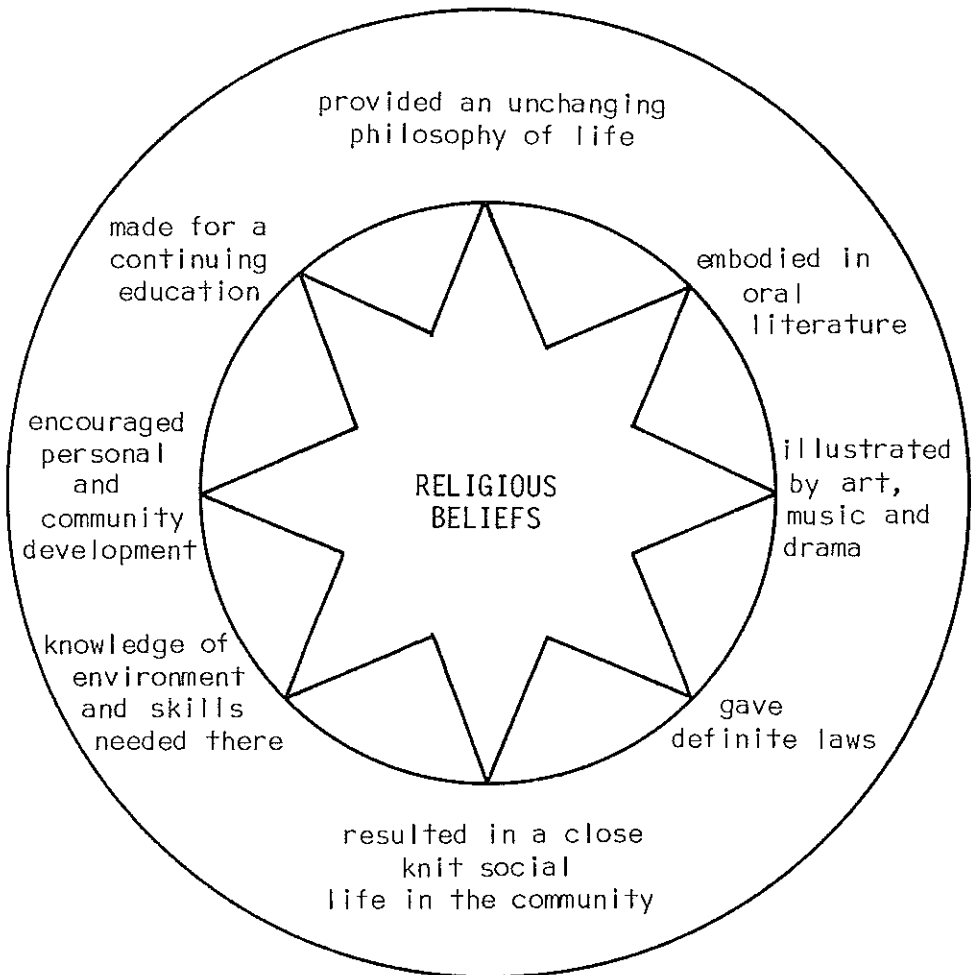 provided an unchanging
philosophy of life
made for a
continuing
education
embodied in
oral
literature
encouraged
personal
and
community
development
RELIGIOUS
BELIEFS
illustrated
by art,
music and
drama
knowledge of
environment
and skills
needed there
gave
definite laws
resulted in a close
knit social
life in the community